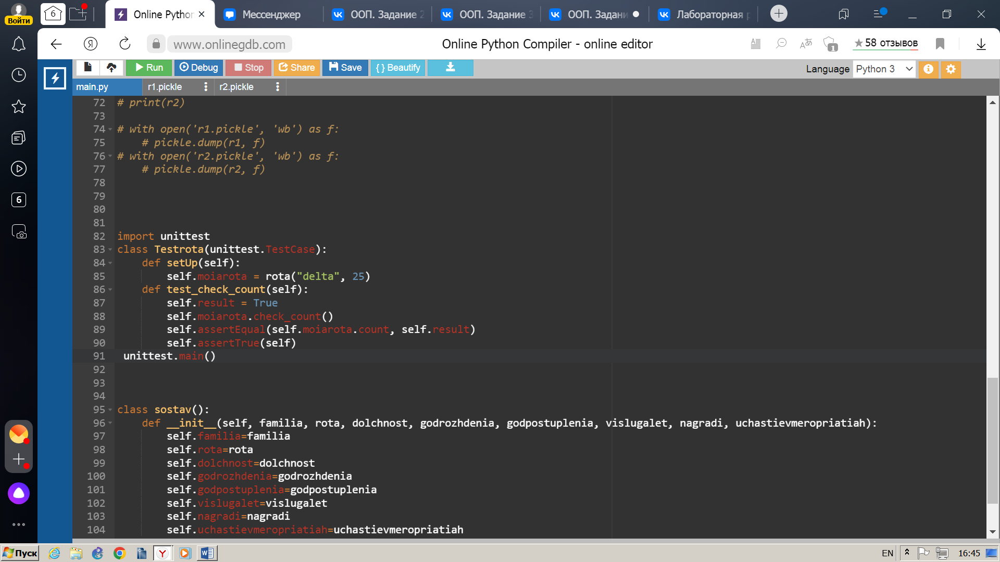 6
Online Python
Мессенджер
ООП. Задание 2
ООП. Задание 3
ООП. Задани
Лабораторная р
Войти
Я
www.onlinegdb.com
Online Python Compiler - online editor
1
★ 58 отзывов
Run
Debug
Stop
Share
Save
{ } Beautify
Language
Python 3
main.py
r1.pickle
r2.pickle
72 # print(r2)
73
74 # with open('r1.pickle', 'wb') as f:
75     # pickle.dump(r1, f)
76 # with open('r2.pickle', 'wb') as f:
77     # pickle.dump(r2, f)
78
79
80
81
82 import unittest
83 class Testrota(unittest.TestCase):
84     def setUp(self):
85         self.moiarota = rota("delta", 25)
86     def test_check_count(self):
87         self.result = True
88         self.moiarota.check_count()
89         self.assertEqual(self.moiarota.count, self.result)
90         self.assertTrue(self)
91  unittest.main()
92
93
94
95 class sostav():
96     def __init__(self, familia, rota, dolchnost, godrozhdenia, godpostuplenia, vislugalet, nagradi, uchastievmeropriatiah):
97         self.familia=familia
98         self.rota=rota
99         self.dolchnost=dolchnost
100         self.godrozhdenia=godrozhdenia
101         self.godpostuplenia=godpostuplenia
102         self.vislugalet=vislugalet
103         self.nagradi=nagradi
104         self.uchastievmeropriatiah=uchastievmeropriatiah
6
Пуск
EN
16:45